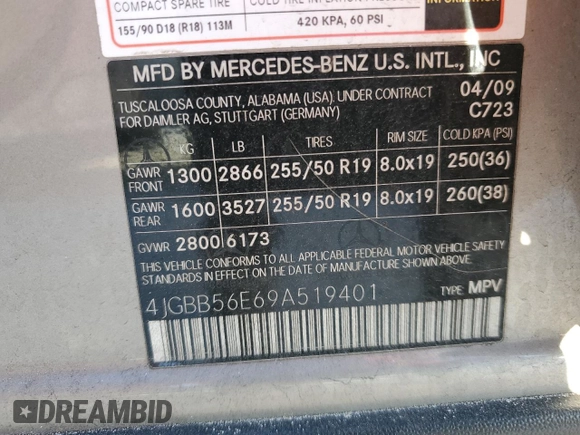 COMPACT SPARE TIRE
155/90 D18 (R18) 113M
420 KPA, 60 PSI
INFORMATION
MFD BY MERCEDES-BENZ U.S. INTL., INC
TUSCALOOSA COUNTY, ALABAMA (USA). UNDER CONTRACT 04/09
FOR DAIMLER AG, STUTTGART (GERMANY) C723
KG LB TIRES RIM SIZE COLD KPA (PSI)
GAWR FRONT 1300 2866 255/50 R19 8.0x19 250(36)
GAWR REAR 1600 3527 255/50 R19 8.0x19 260(38)
GVWR 2800 6173
THIS VEHICLE CONFORMS TO ALL APPLICABLE FEDERAL MOTOR VEHICLE SAFETY
STANDARDS IN EFFECT ON THE DATE OF MANUFACTURE SHOWN ABOVE.
4JGBB56E69A519401 TYPE: MPV
DREAMBID